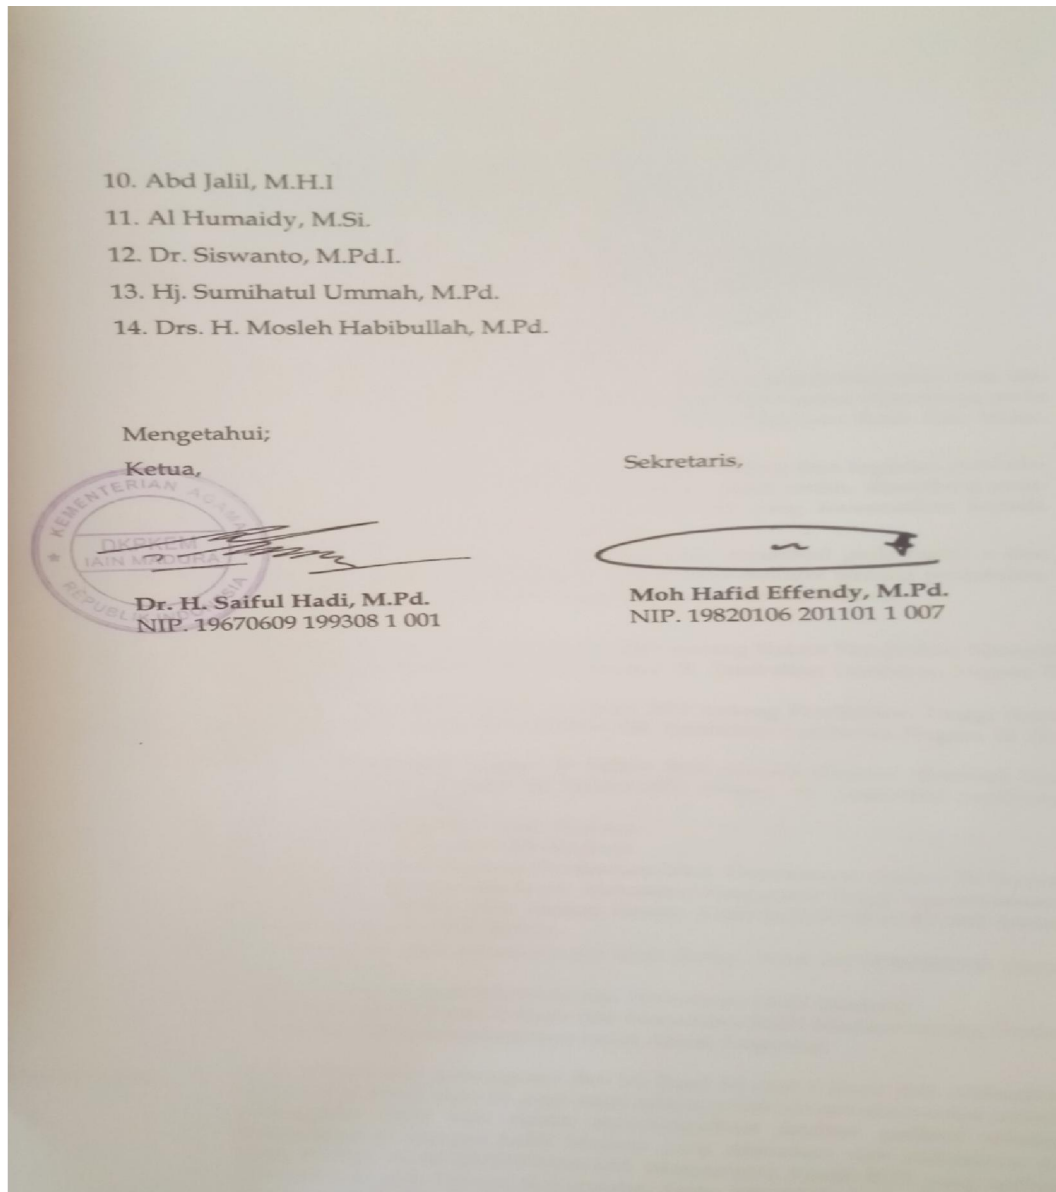 10. Abd Jalil, M.H.I
11. Al Humaidy, M.Si.
12. Dr. Siswanto, M.Pd.I.
13. Hj. Sumihatul Ummah, M.Pd.
14. Drs. H. Mosleh Habibullah, M.Pd.
Mengetahui;
Ketua,
Sekretaris,
KEMENTERIAN AGAMA
IAIN MADURA
REPUBLIK INDONESIA
Dr. H. Saiful Hadi, M.Pd.
NIP. 19670609 199308 1 001
Moh Hafid Effendy, M.Pd.
NIP. 19820106 201101 1 007